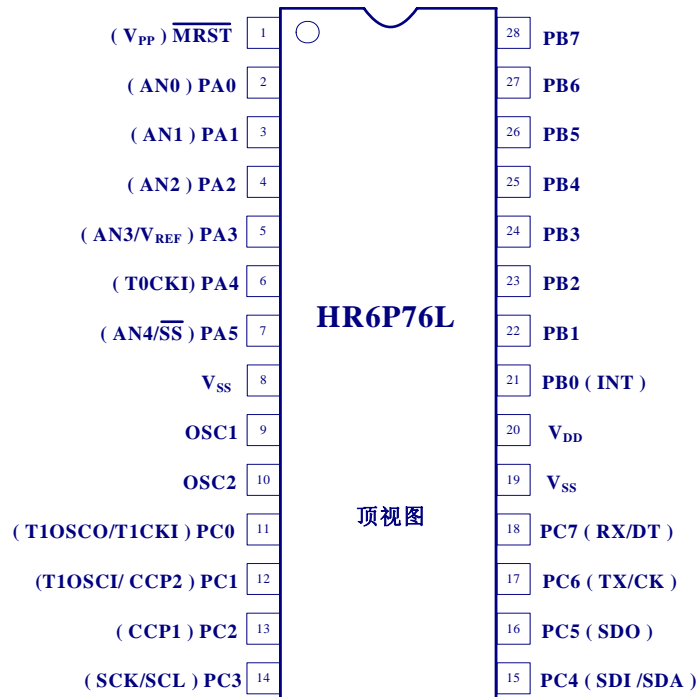 ( VPP ) MRST 1 28 PB7
( AN0 ) PA0 2 27 PB6
( AN1 ) PA1 3 26 PB5
( AN2 ) PA2 4 25 PB4
( AN3/VREF ) PA3 5 24 PB3
( T0CKI) PA4 6 23 PB2
HR6P76L
( AN4/SS ) PA5 7 22 PB1
VSS 8 21 PB0 ( INT )
OSC1 9 20 VDD
OSC2 10 19 VSS
顶视图
( T1OSCO/T1CKI ) PC0 11 18 PC7 ( RX/DT )
(T1OSCI/ CCP2 ) PC1 12 17 PC6 ( TX/CK )
( CCP1 ) PC2 13 16 PC5 ( SDO )
( SCK/SCL ) PC3 14 15 PC4 ( SDI /SDA )